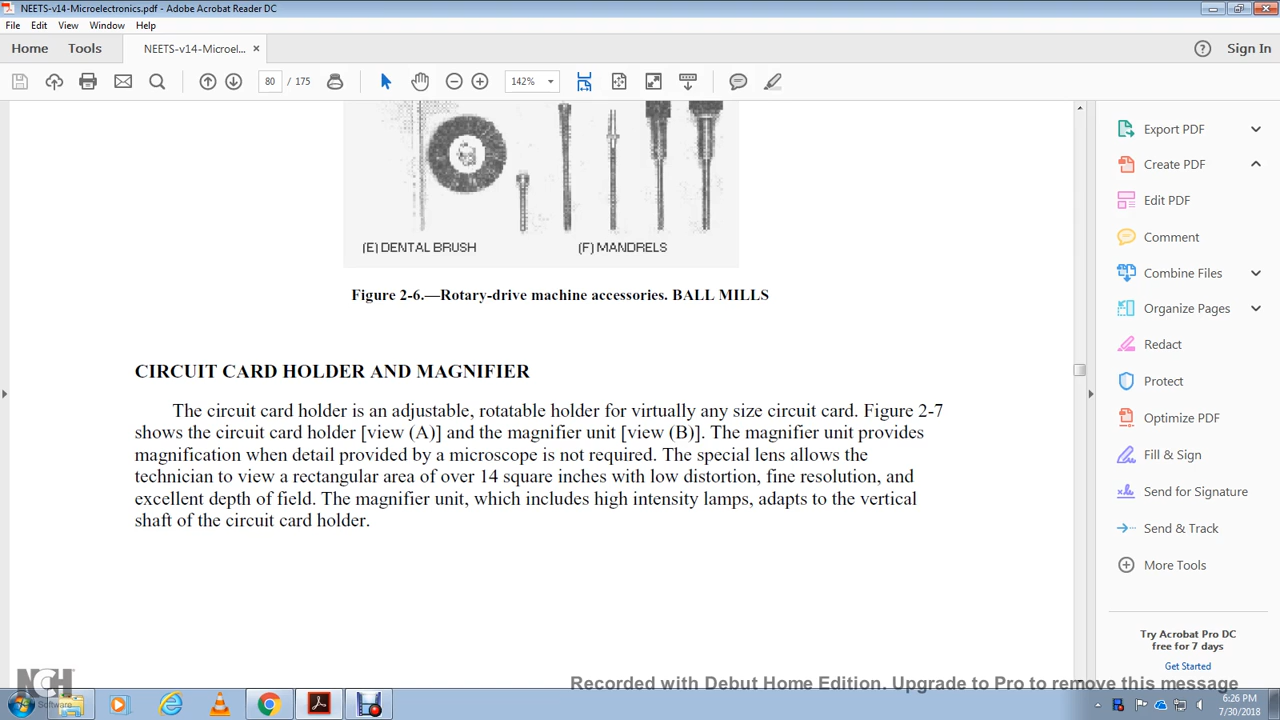 NEETS-v14-Microelectronics.pdf - Adobe Acrobat Reader DC
File Edit View Window Help
Home Tools NEETS-v14-Microel... × Sign In
80 / 175 142%
(E) DENTAL BRUSH (F) MANDRELS
Figure 2-6.—Rotary-drive machine accessories. BALL MILLS
CIRCUIT CARD HOLDER AND MAGNIFIER
The circuit card holder is an adjustable, rotatable holder for virtually any size circuit card. Figure 2-7
shows the circuit card holder [view (A)] and the magnifier unit [view (B)]. The magnifier unit provides
magnification when detail provided by a microscope is not required. The special lens allows the
technician to view a rectangular area of over 14 square inches with low distortion, fine resolution, and
excellent depth of field. The magnifier unit, which includes high intensity lamps, adapts to the vertical
shaft of the circuit card holder.
Export PDF
Create PDF
Edit PDF
Comment
Combine Files
Organize Pages
Redact
Protect
Optimize PDF
Fill & Sign
Send for Signature
Send & Track
More Tools
Try Acrobat Pro DC
free for 7 days
Get Started
NCH
Software
Recorded with Debut Home Edition. Upgrade to Pro to remove this message
6:26 PM
7/30/2018